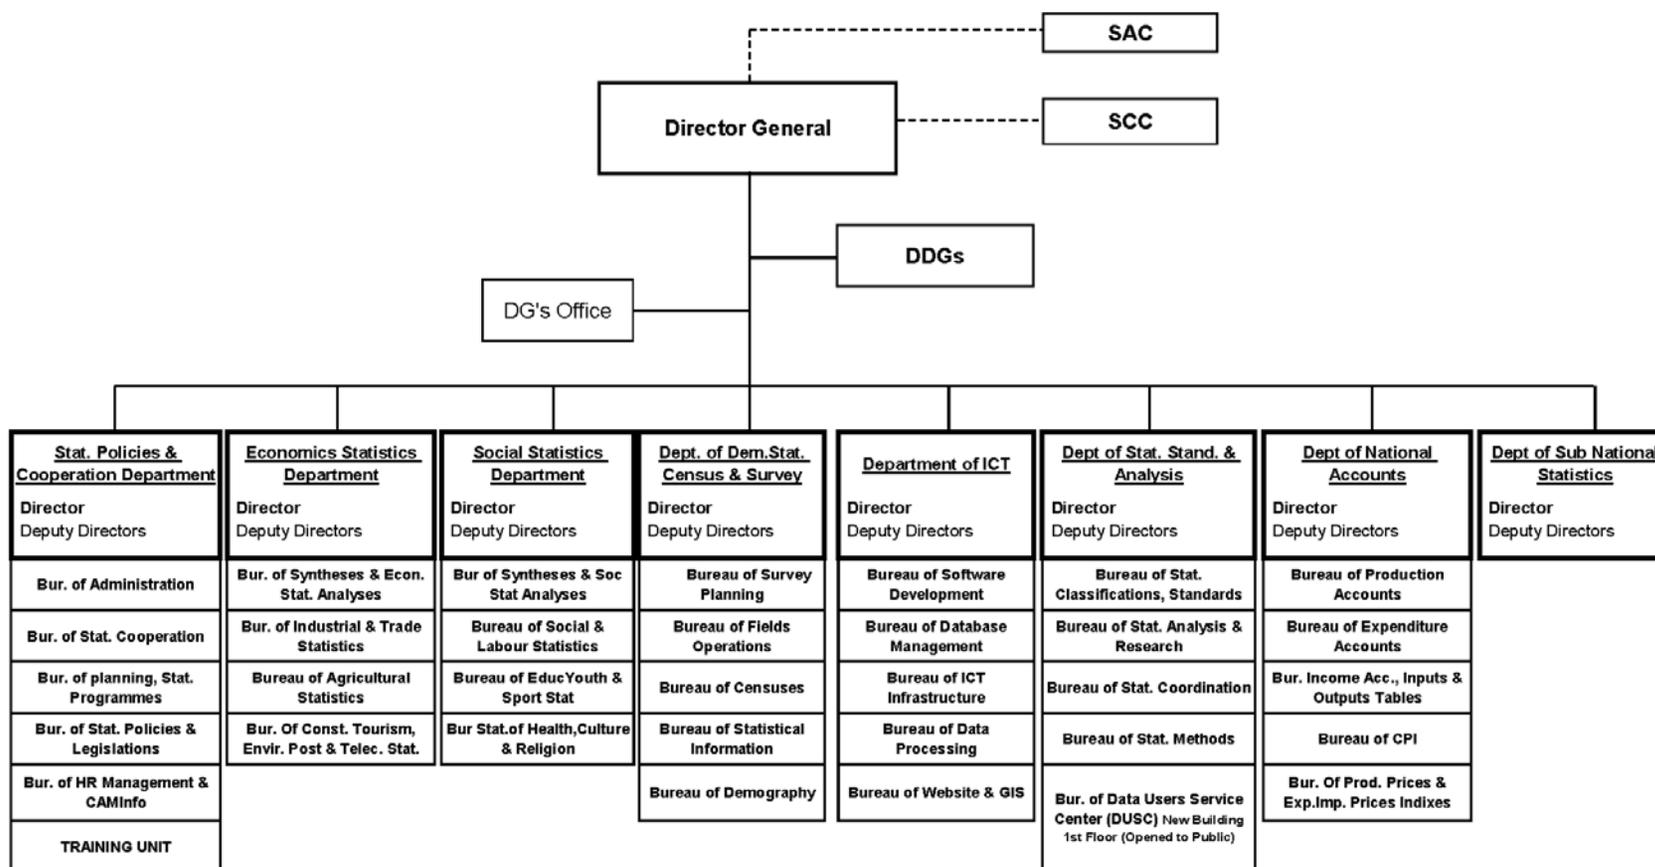 SAC
Director General
SCC
DDGs
DG's Office
Stat. Policies &
Cooperation Department
Director
Deputy Directors
Bur. of Administration
Bur. of Stat. Cooperation
Bur. of planning, Stat.
Programmes
Bur. of Stat. Policies &
Legislations
Bur. of HR Management &
CAMInfo
TRAINING UNIT
Economics Statistics
Department
Director
Deputy Directors
Bur. of Syntheses & Econ.
Stat. Analyses
Bur. of Industrial & Trade
Statistics
Bureau of Agricultural
Statistics
Bur. Of Const. Tourism,
Envir. Post & Telec. Stat.
Social Statistics
Department
Director
Deputy Directors
Bur of Syntheses & Soc
Stat Analyses
Bureau of Social &
Labour Statistics
Bureau of EducYouth &
Sport Stat
Bur Stat.of Health,Culture
& Religion
Dept. of Dem.Stat.
Census & Survey
Director
Deputy Directors
Bureau of Survey
Planning
Bureau of Fields
Operations
Bureau of Censuses
Bureau of Statistical
Information
Bureau of Demography
Department of ICT
Director
Deputy Directors
Bureau of Software
Development
Bureau of Database
Management
Bureau of ICT
Infrastructure
Bureau of Data
Processing
Bureau of Website & GIS
Dept of Stat. Stand. &
Analysis
Director
Deputy Directors
Bureau of Stat.
Classifications, Standards
Bureau of Stat. Analysis &
Research
Bureau of Stat. Coordination
Bureau of Stat. Methods
Bur. of Data Users Service
Center (DUSC) New Building
1st Floor (Opened to Public)
Dept of National
Accounts
Director
Deputy Directors
Bureau of Production
Accounts
Bureau of Expenditure
Accounts
Bur. Income Acc., Inputs &
Outputs Tables
Bureau of CPI
Bur. Of Prod. Prices &
Exp.Imp. Prices Indixes
Dept of Sub National
Statistics
Director
Deputy Directors